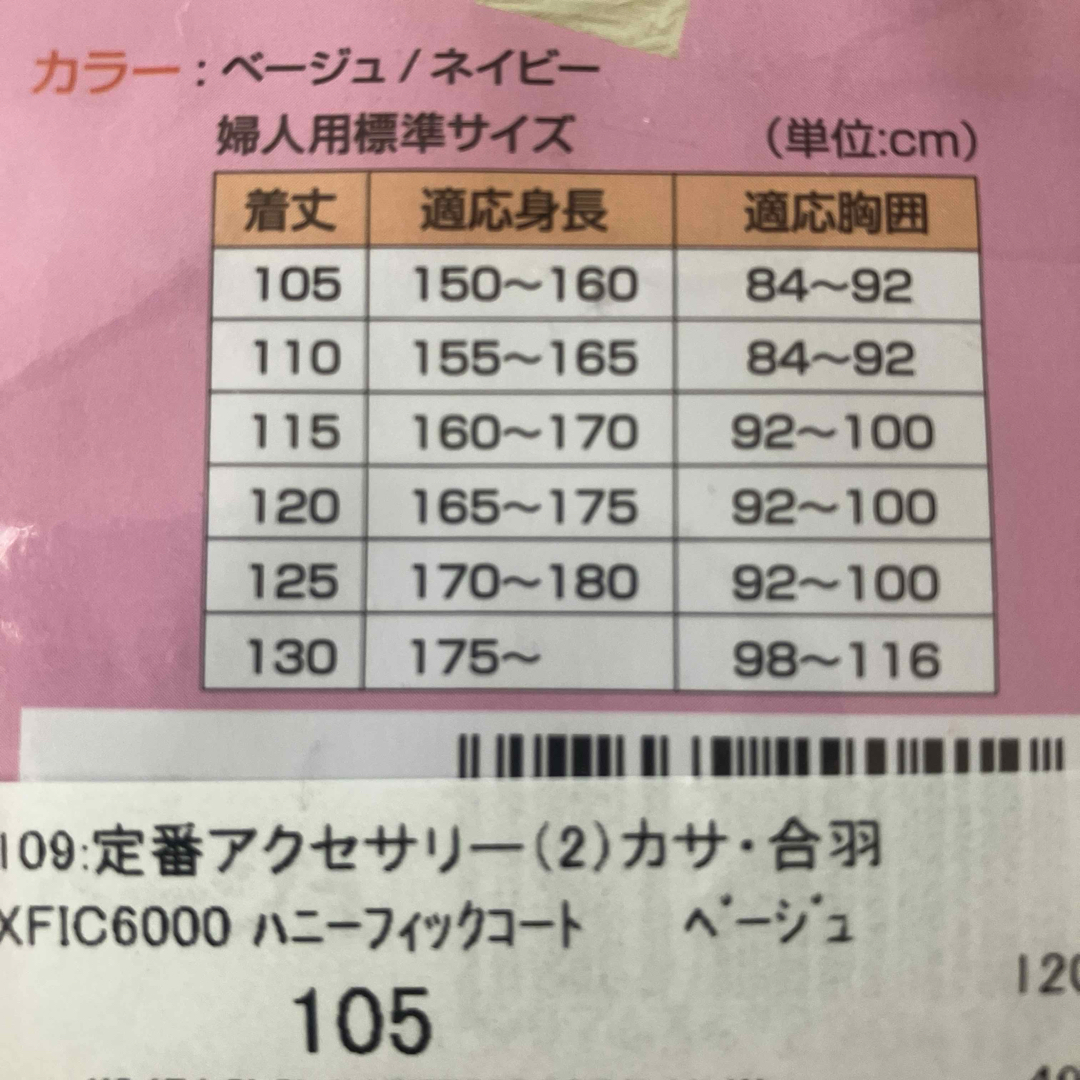 カラー：ベージュ/ネイビー
婦人用標準サイズ (単位:cm)
着丈 適応身長 適応胸囲
105 150〜160 84〜92
110 155〜165 84〜92
115 160〜170 92〜100
120 165〜175 92〜100
125 170〜180 92〜100
130 175〜 98〜116
109:定番アクセサリー(2)カサ・合羽
XFIC6000 ハニーフィックコート ﾍﾞｰｼﾞｭ
120
105